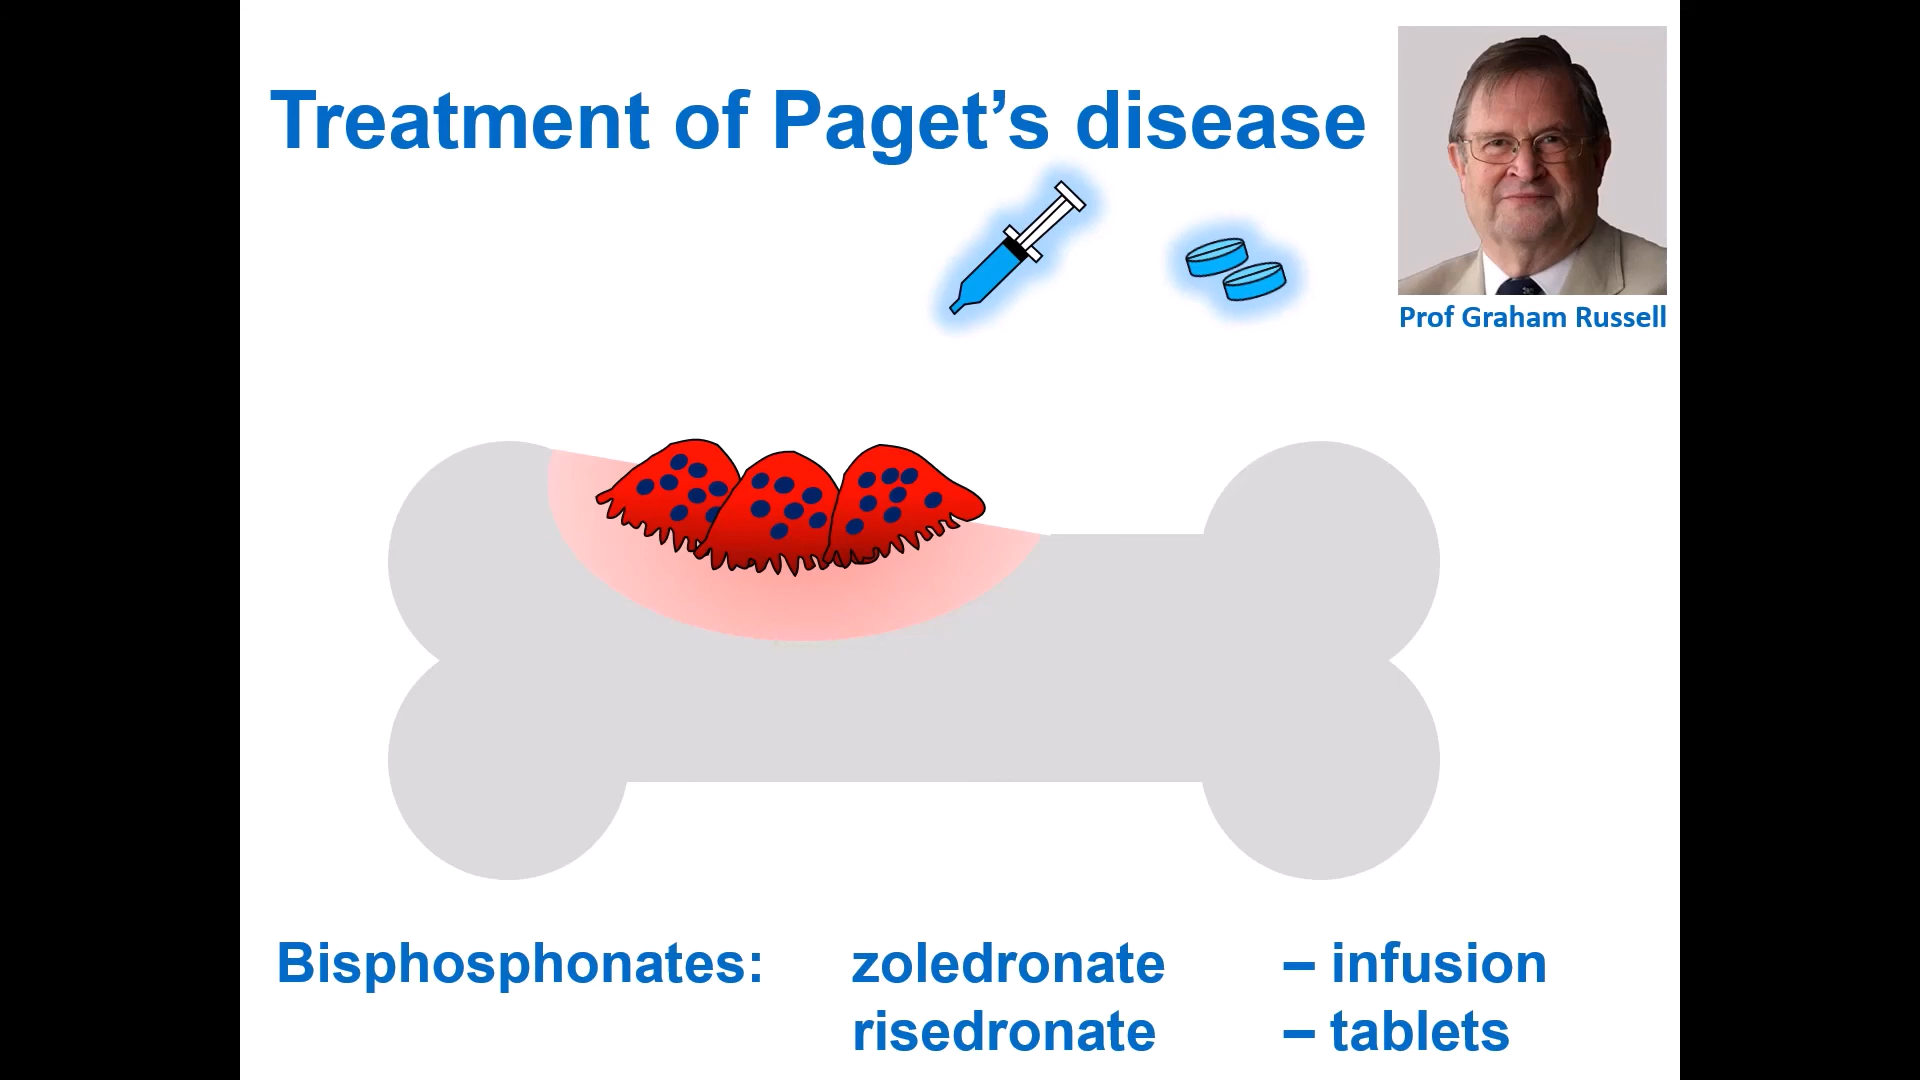 Treatment of Paget’s disease
Prof Graham Russell
Bisphosphonates: zoledronate – infusion
risedronate – tablets